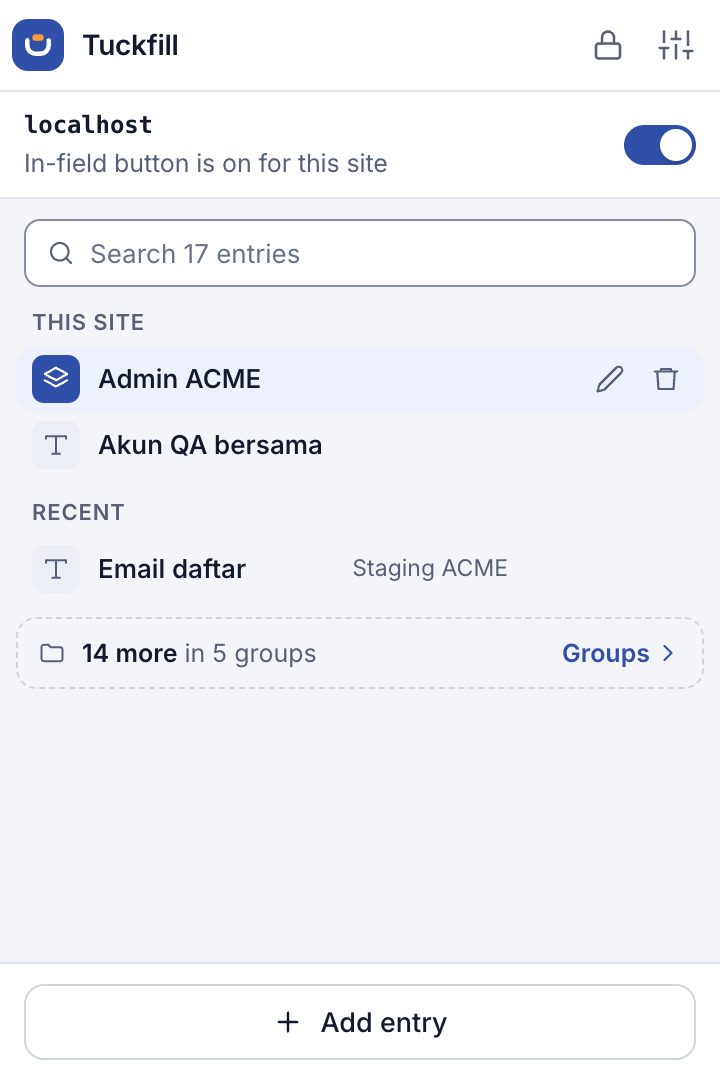 Tuckfill
localhost
In-field button is on for this site
Search 17 entries
THIS SITE
Admin ACME
Akun QA bersama
RECENT
Email daftar Staging ACME
14 more in 5 groups Groups
Add entry